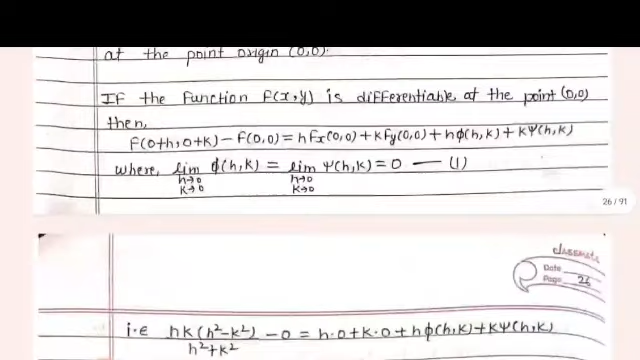 at the point origin (0,0).
If the function F(x,y) is differentiable at the point (0,0)
then,
F(0+h, 0+k) - F(0,0) = hFx(0,0) + kFy(0,0) + hϕ(h,k) + kψ(h,k)
where, lim ϕ(h,k) = lim ψ(h,k) = 0 — (1)
h→0 h→0
k→0 k→0
26/91
classmate
Date
Page 26
i.e hk(h²-k²) - 0 = h·0 + k·0 + hϕ(h,k) + kψ(h,k)
h²+k²